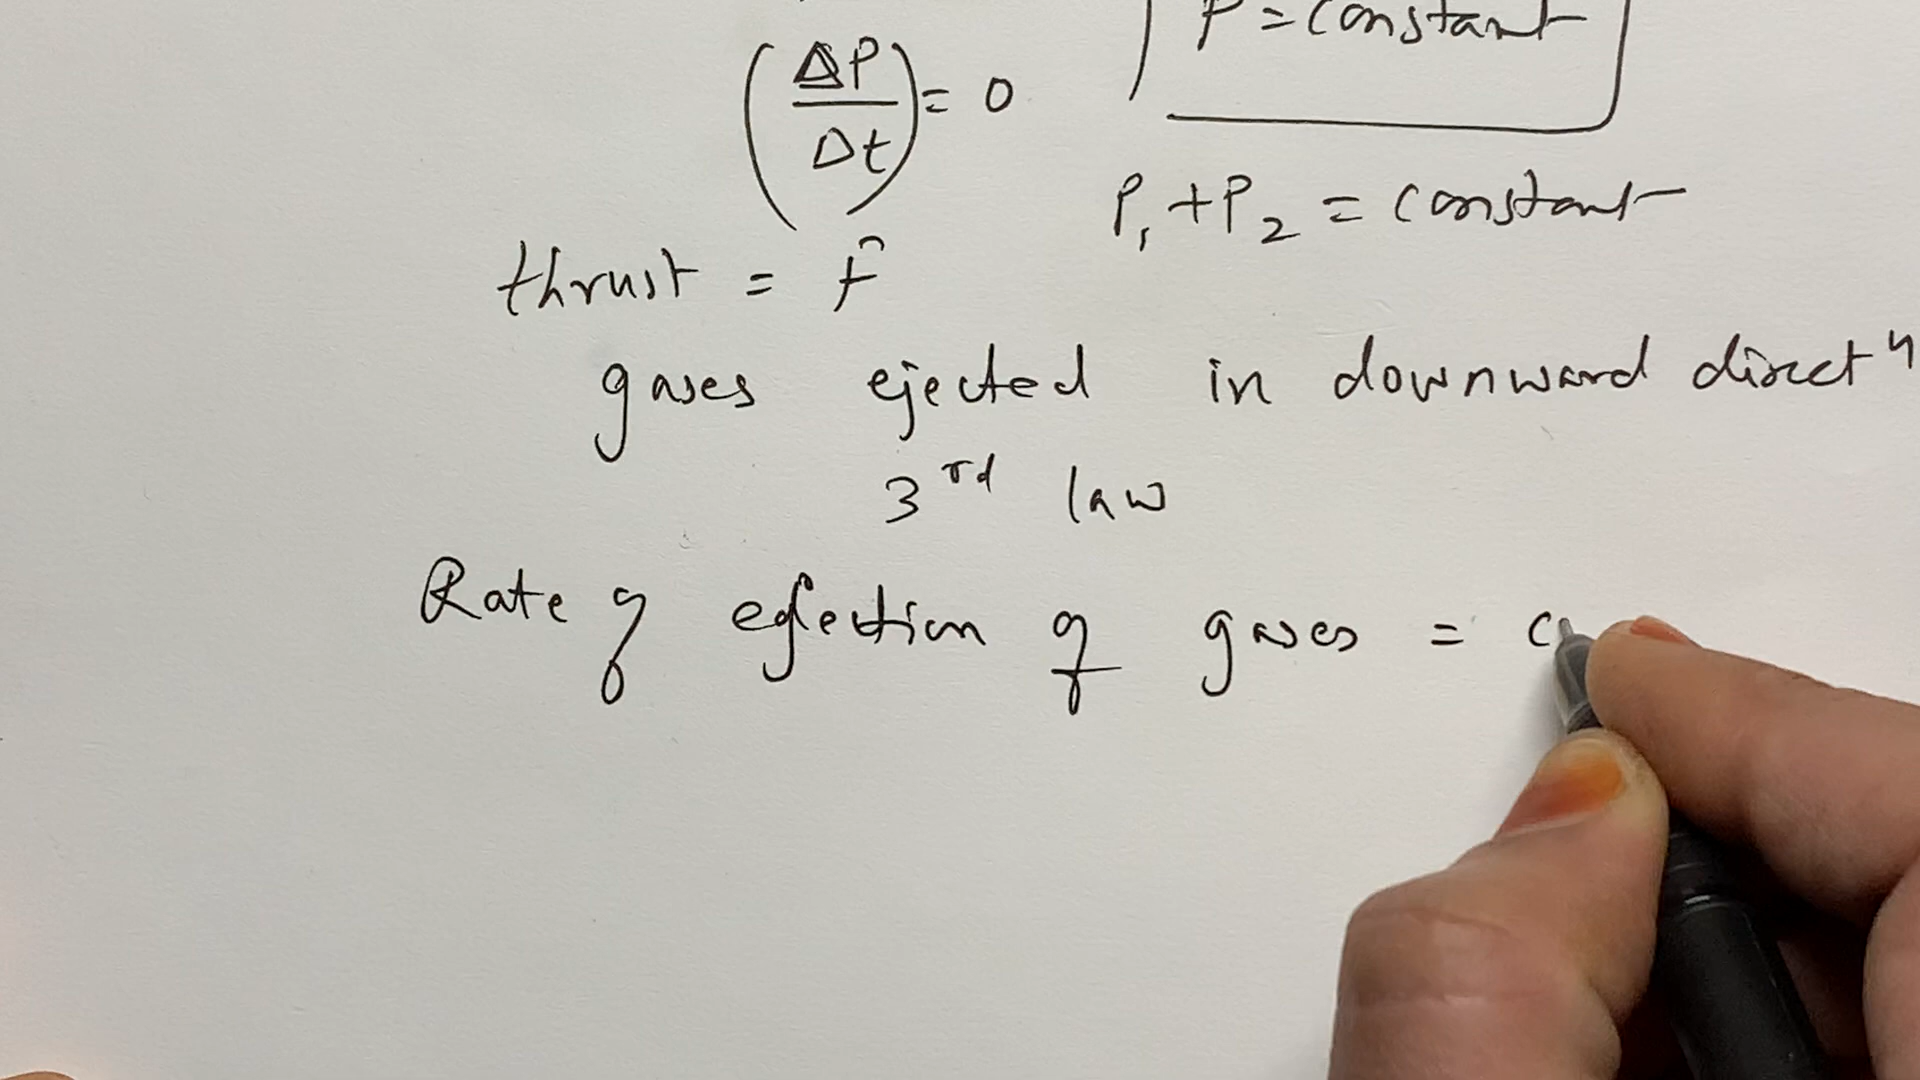 P = constant
(ΔP/Δt) = 0
P1 + P2 = constant
thrust = F
gases ejected in downward directn
3rd law
Rate of ejection of gases = c